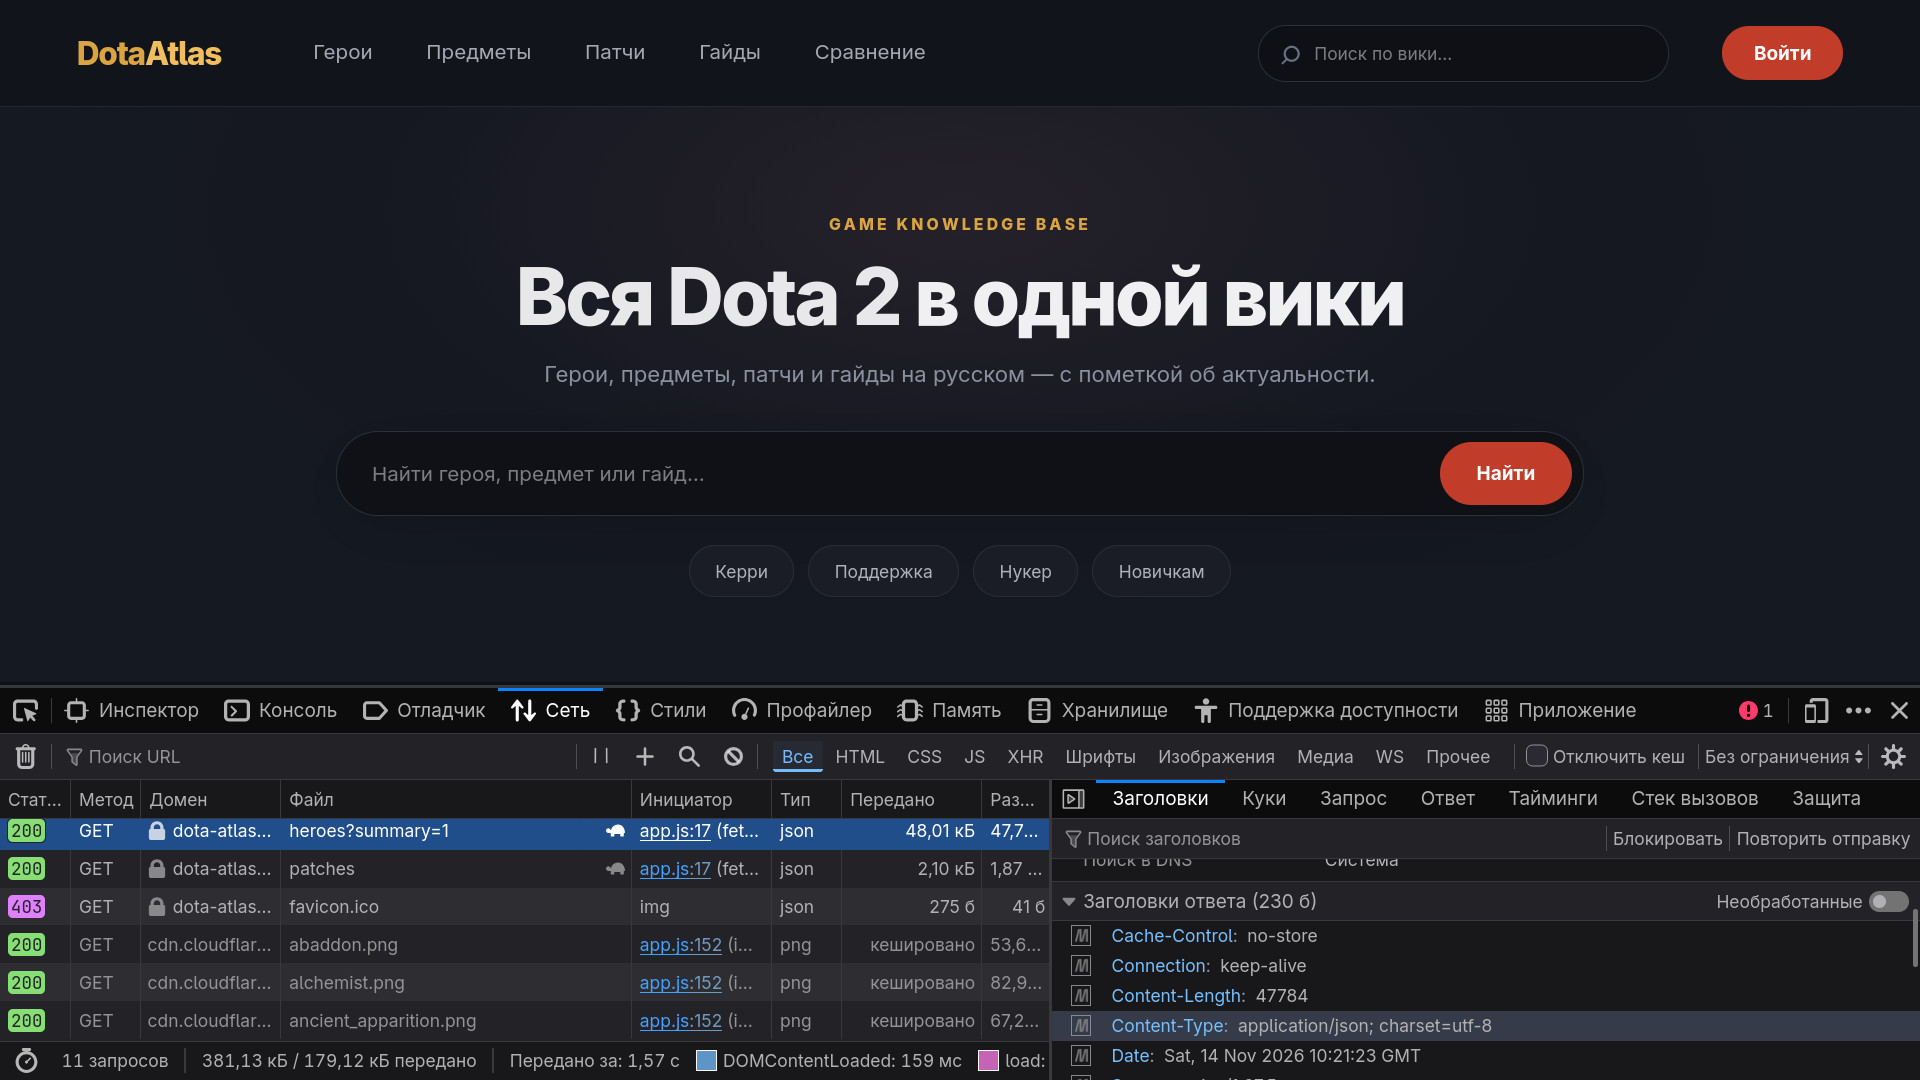 DotaAtlas Герои Предметы Патчи Гайды Сравнение Поиск по вики... Войти
GAME KNOWLEDGE BASE
Вся Dota 2 в одной вики
Герои, предметы, патчи и гайды на русском — с пометкой об актуальности.
Найти героя, предмет или гайд... Найти
Керри Поддержка Нукер Новичкам
Инспектор Консоль Отладчик Сеть Стили Профайлер Память Хранилище Поддержка доступности Приложение 1
Поиск URL Все HTML CSS JS XHR Шрифты Изображения Медиа WS Прочее Отключить кеш Без ограничения
Стат... Метод Домен Файл Инициатор Тип Передано Раз...
200 GET dota-atlas... heroes?summary=1 app.js:17 (fet... json 48,01 кБ 47,7...
200 GET dota-atlas... patches app.js:17 (fet... json 2,10 кБ 1,87 ...
403 GET dota-atlas... favicon.ico img json 275 б 41 б
200 GET cdn.cloudflar... abaddon.png app.js:152 (i... png кешировано 53,6...
200 GET cdn.cloudflar... alchemist.png app.js:152 (i... png кешировано 82,9...
200 GET cdn.cloudflar... ancient_apparition.png app.js:152 (i... png кешировано 67,2...
11 запросов 381,13 кБ / 179,12 кБ передано Передано за: 1,57 с DOMContentLoaded: 159 мс load:
Заголовки Куки Запрос Ответ Тайминги Стек вызовов Защита
Поиск заголовков Блокировать Повторить отправку
Поиск в DNS Система
Заголовки ответа (230 б) Необработанные
Cache-Control: no-store
Connection: keep-alive
Content-Length: 47784
Content-Type: application/json; charset=utf-8
Date: Sat, 14 Nov 2026 10:21:23 GMT